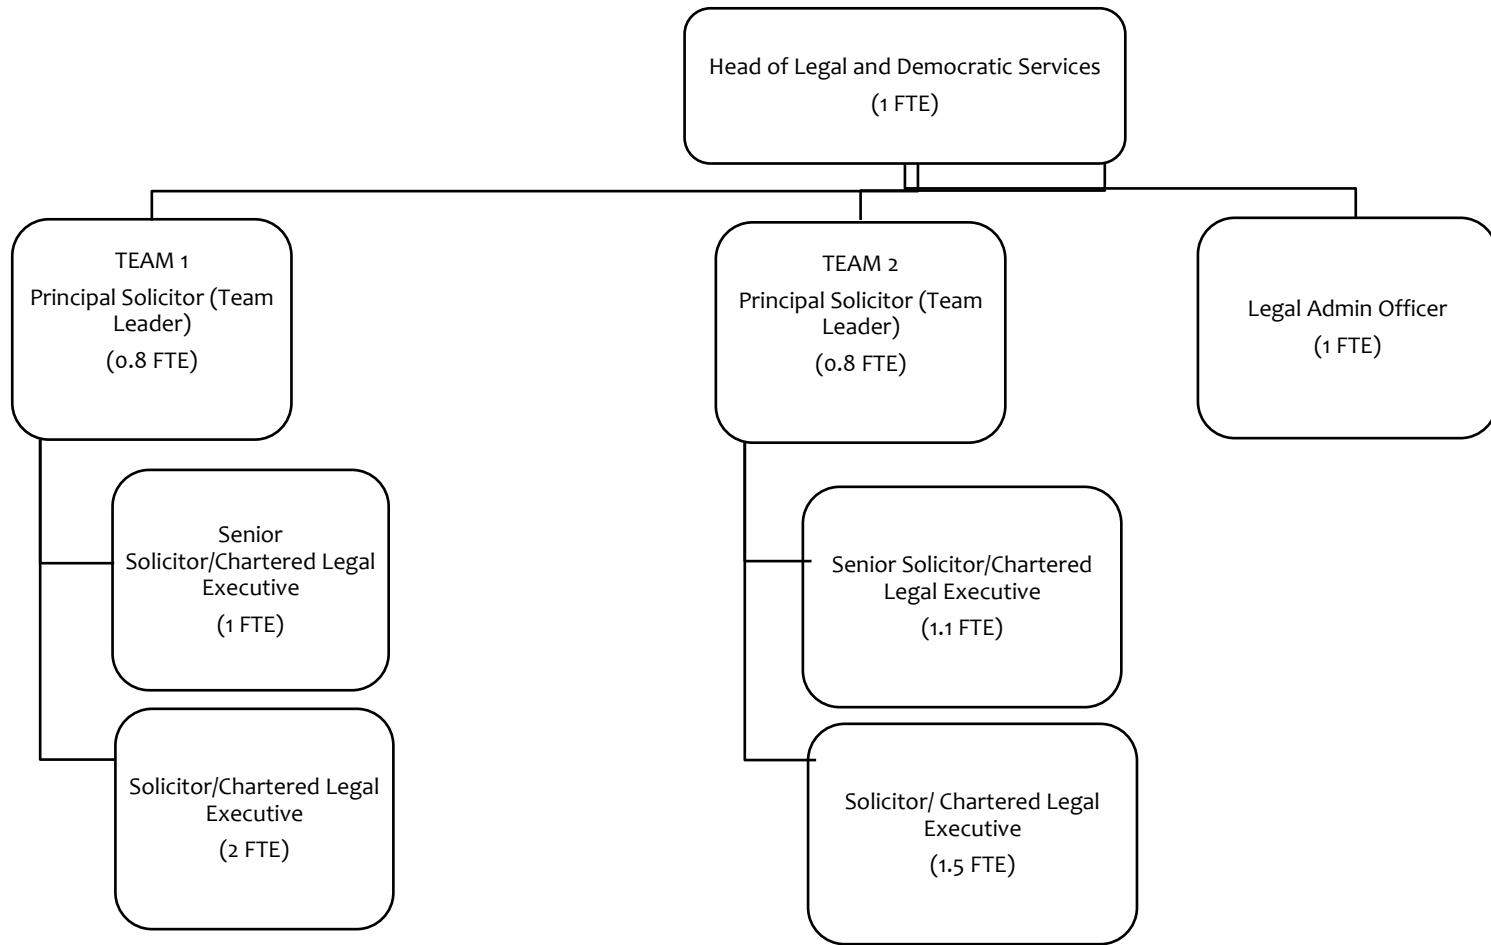 Head of Legal and Democratic Services
(1 FTE)
TEAM 1
Principal Solicitor (Team
Leader)
(0.8 FTE)
TEAM 2
Principal Solicitor (Team
Leader)
(0.8 FTE)
Legal Admin Officer
(1 FTE)
Senior
Solicitor/Chartered Legal
Executive
(1 FTE)
Senior Solicitor/Chartered
Legal Executive
(1.1 FTE)
Solicitor/Chartered Legal
Executive
(2 FTE)
Solicitor/ Chartered Legal
Executive
(1.5 FTE)